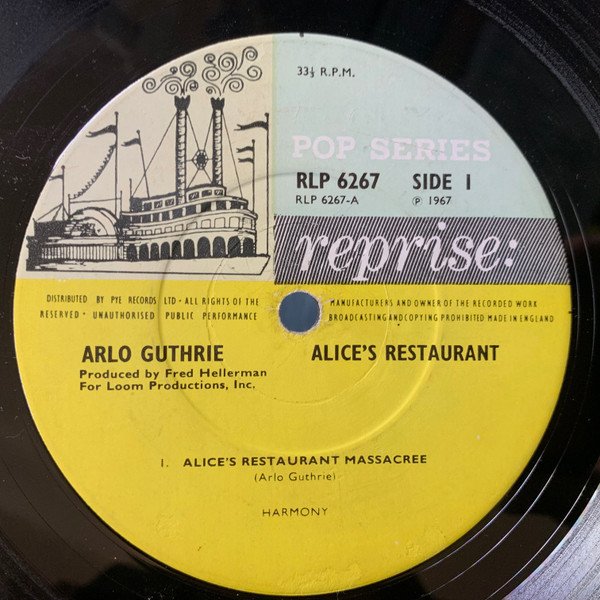 33⅓ R.P.M.
POP SERIES
RLP 6267 SIDE 1
RLP 6267-A ℗ 1967
reprise:
DISTRIBUTED BY PYE RECORDS LTD • ALL RIGHTS OF THE MANUFACTURERS AND OWNER OF THE RECORDED WORK
RESERVED • UNAUTHORISED PUBLIC PERFORMANCE BROADCASTING AND COPYING PROHIBITED MADE IN ENGLAND
ARLO GUTHRIE ALICE'S RESTAURANT
Produced by Fred Hellerman
For Loom Productions, Inc.
1. ALICE'S RESTAURANT MASSACREE
(Arlo Guthrie)
HARMONY